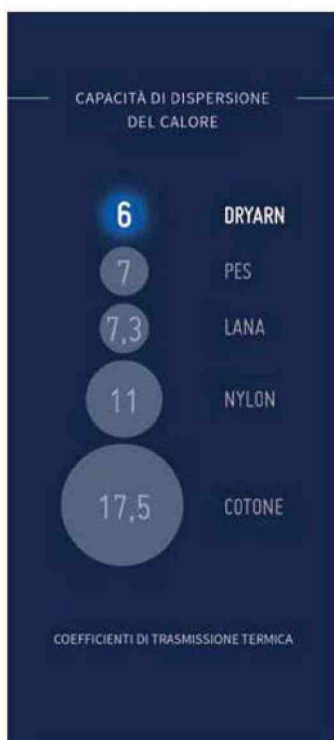 CAPACITÀ DI DISPERSIONE
DEL CALORE
6 DRYARN
7 PES
7,3 LANA
11 NYLON
17,5 COTONE
COEFFICIENTI DI TRASMISSIONE TERMICA